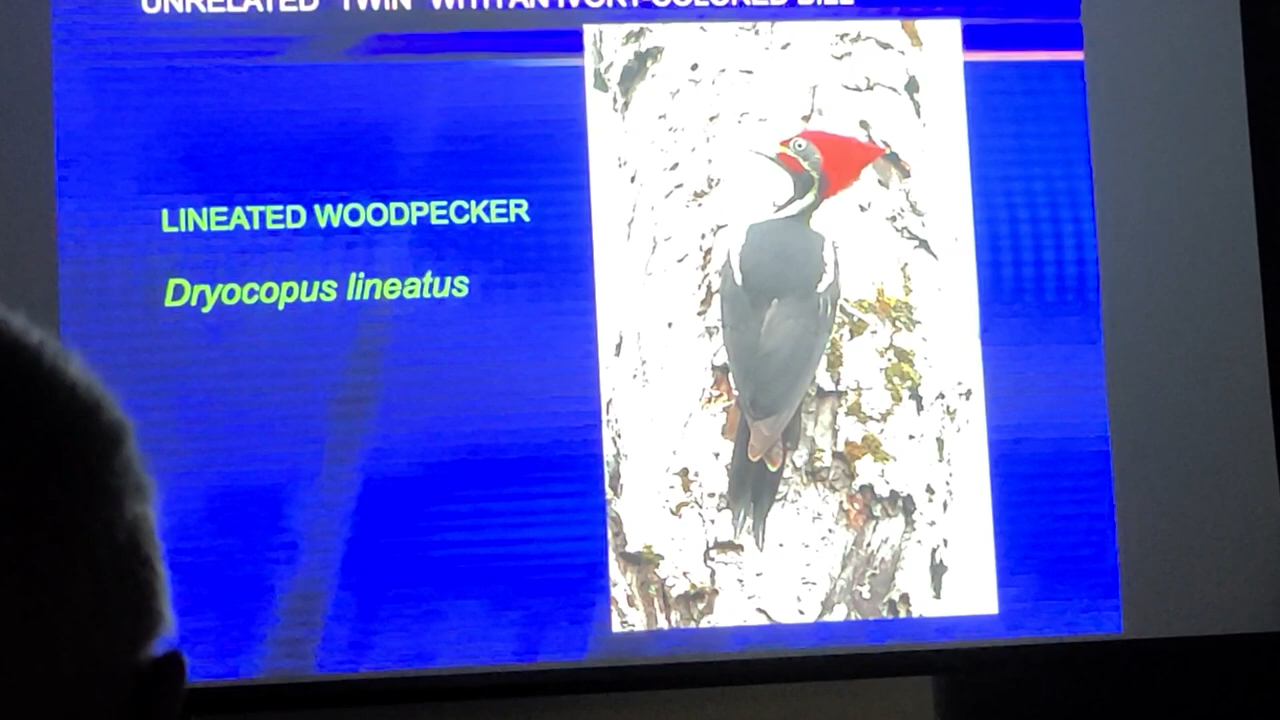 UNRELATED "TWIN" WITH AN IVORY-COLORED BILL
LINEATED WOODPECKER
Dryocopus lineatus